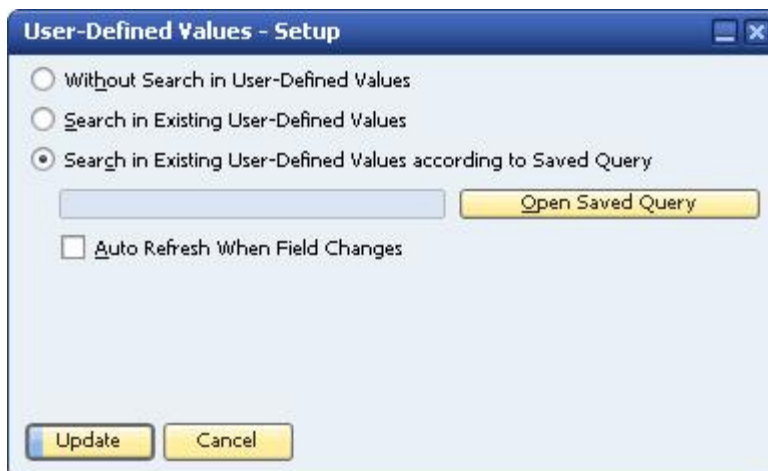 User-Defined Values - Setup
Without Search in User-Defined Values
Search in Existing User-Defined Values
Search in Existing User-Defined Values according to Saved Query
Open Saved Query
Auto Refresh When Field Changes
Update Cancel